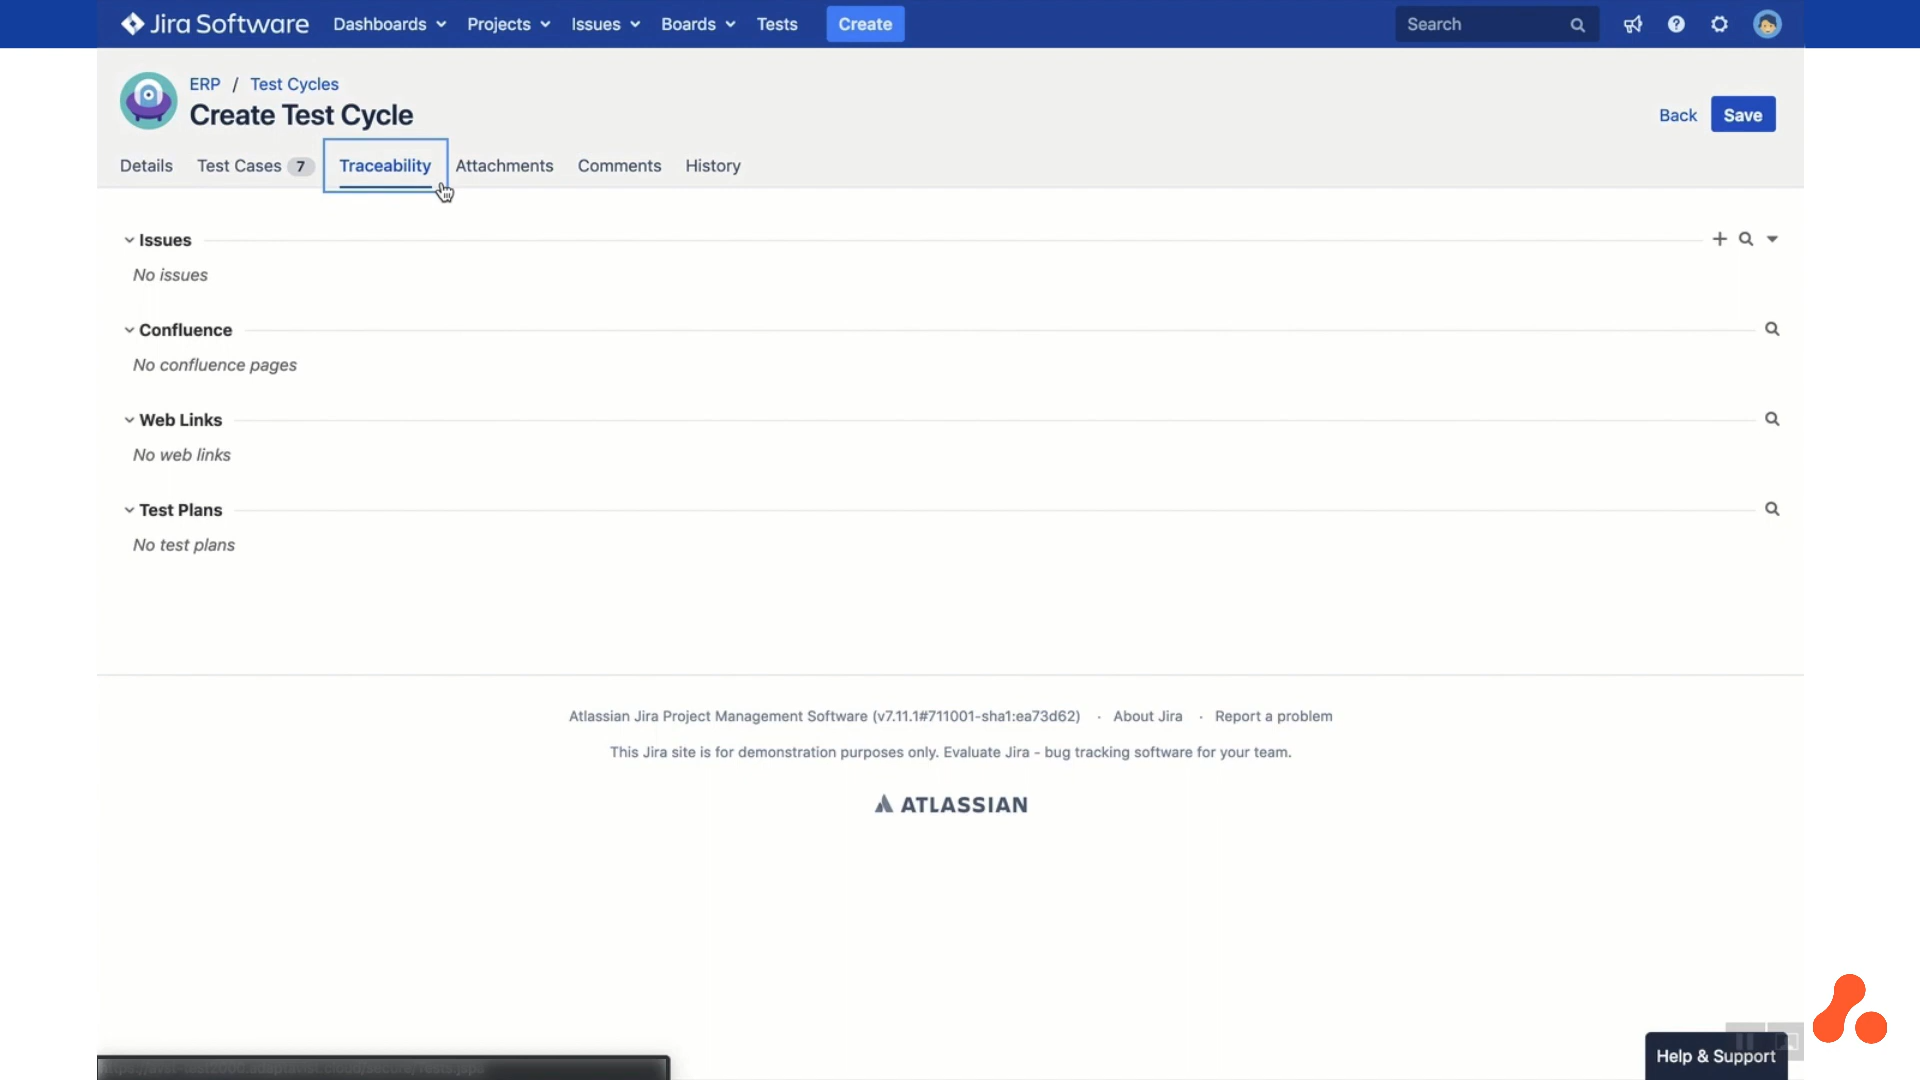 Jira Software Dashboards Projects Issues Boards Tests Create Search
ERP / Test Cycles
Create Test Cycle
Back Save
Details Test Cases 7 Traceability Attachments Comments History
Issues
No issues
Confluence
No confluence pages
Web Links
No web links
Test Plans
No test plans
Atlassian Jira Project Management Software (v7.11.1#711001-sha1:ea73d62) · About Jira · Report a problem
This Jira site is for demonstration purposes only. Evaluate Jira - bug tracking software for your team.
ATLASSIAN
Help & Support